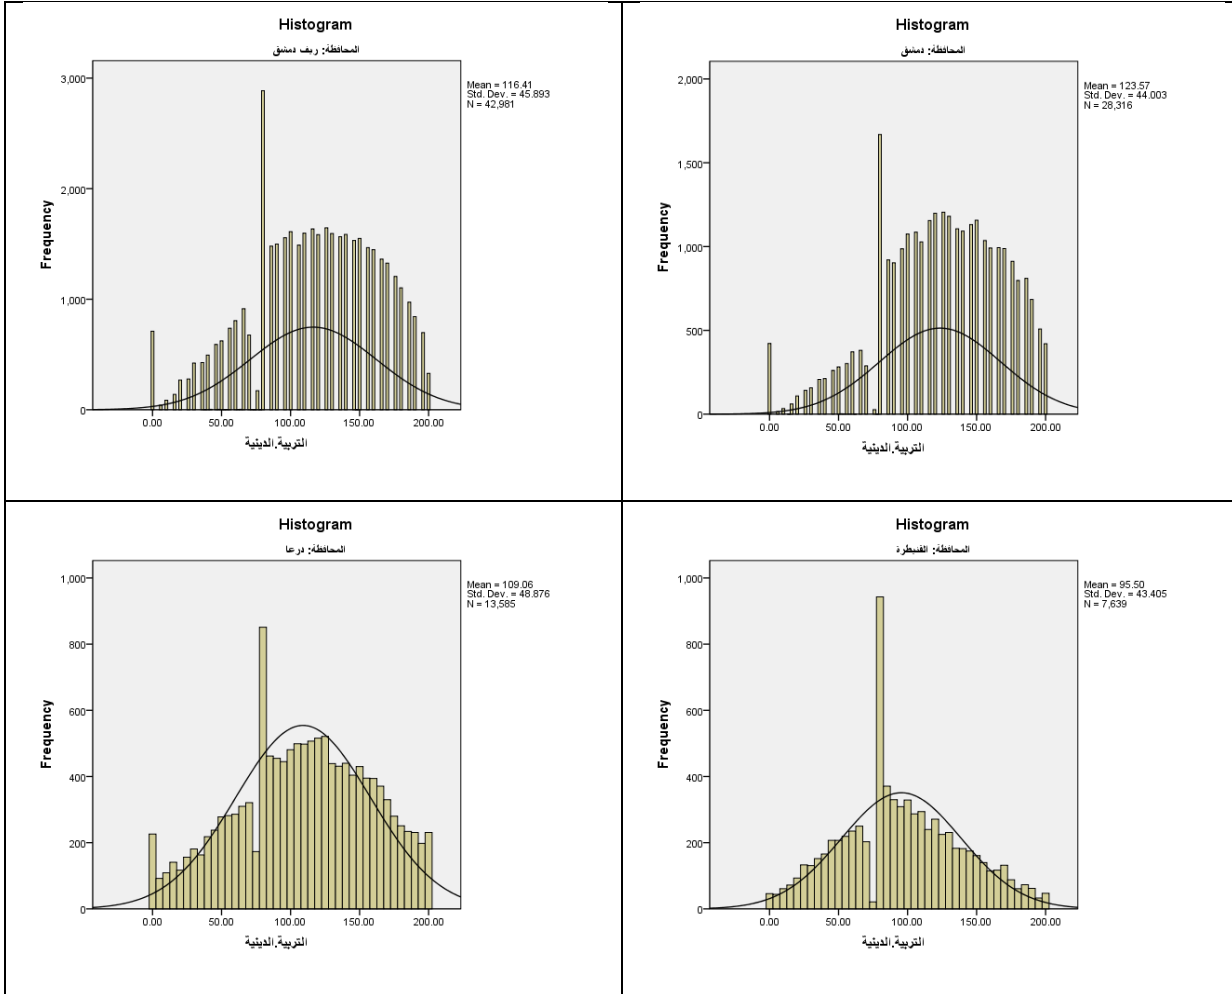 Histogram
المحافظة: ريف دمشق
Mean = 116.41
Std. Dev. = 45.893
N = 42,981
3,000
2,000
1,000
0
Frequency
0.00 50.00 100.00 150.00 200.00
التربية.الدينية
Histogram
المحافظة: دمشق
Mean = 123.57
Std. Dev. = 44.003
N = 28,316
2,000
1,500
1,000
500
0
Frequency
0.00 50.00 100.00 150.00 200.00
التربية.الدينية
Histogram
المحافظة: درعا
Mean = 109.06
Std. Dev. = 48.876
N = 13,585
1,000
800
600
400
200
0
Frequency
0.00 50.00 100.00 150.00 200.00
التربية.الدينية
Histogram
المحافظة: القنيطرة
Mean = 95.50
Std. Dev. = 43.405
N = 7,639
1,000
800
600
400
200
0
Frequency
0.00 50.00 100.00 150.00 200.00
التربية.الدينية